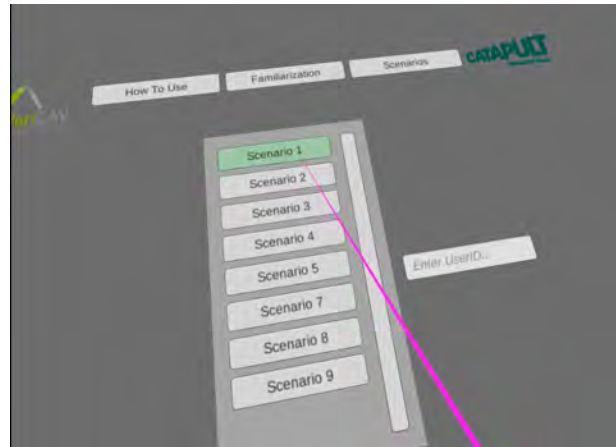 How To Use
Familiarization
Scenarios
CATAPULT
Scenario 1
Scenario 2
Scenario 3
Scenario 4
Scenario 5
Enter UserID...
Scenario 7
Scenario 8
Scenario 9